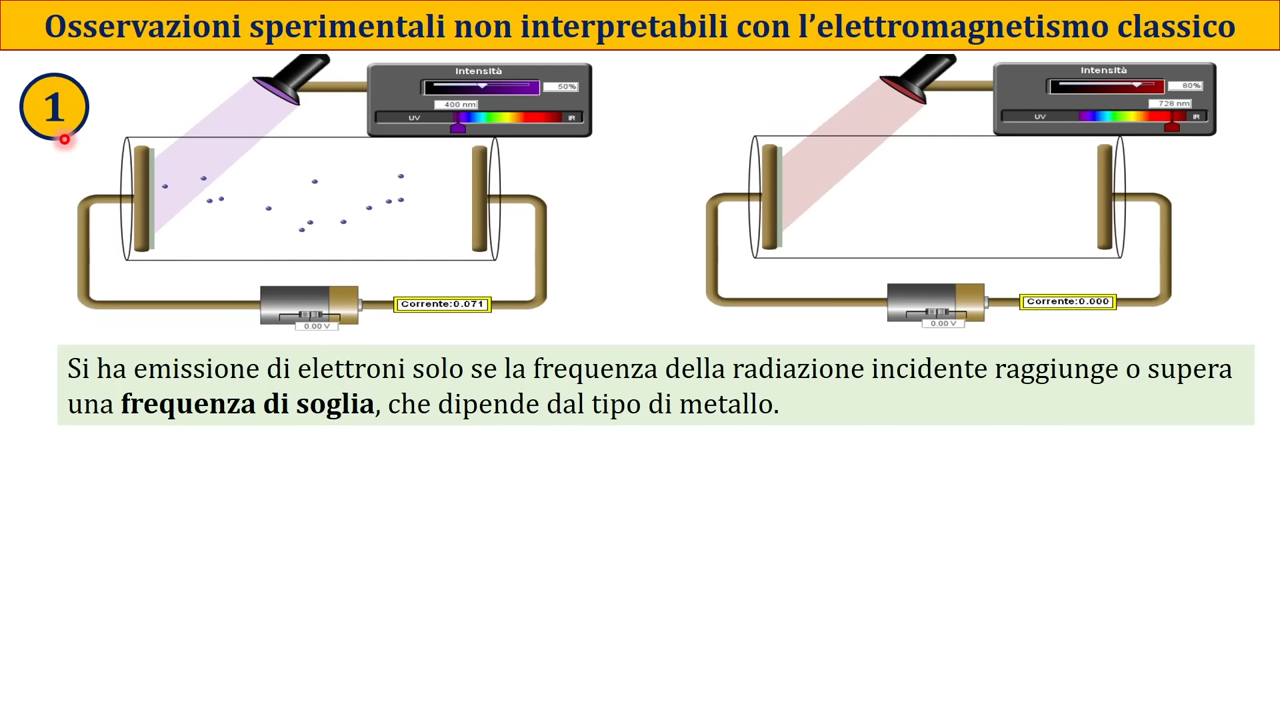 Osservazioni sperimentali non interpretabili con l’elettromagnetismo classico
1
Intensità
50%
400 nm
UV
IR
Corrente:0.071
0.00 V
Intensità
80%
728 nm
UV
IR
Corrente:0.000
0.00 V
Si ha emissione di elettroni solo se la frequenza della radiazione incidente raggiunge o supera
una frequenza di soglia, che dipende dal tipo di metallo.